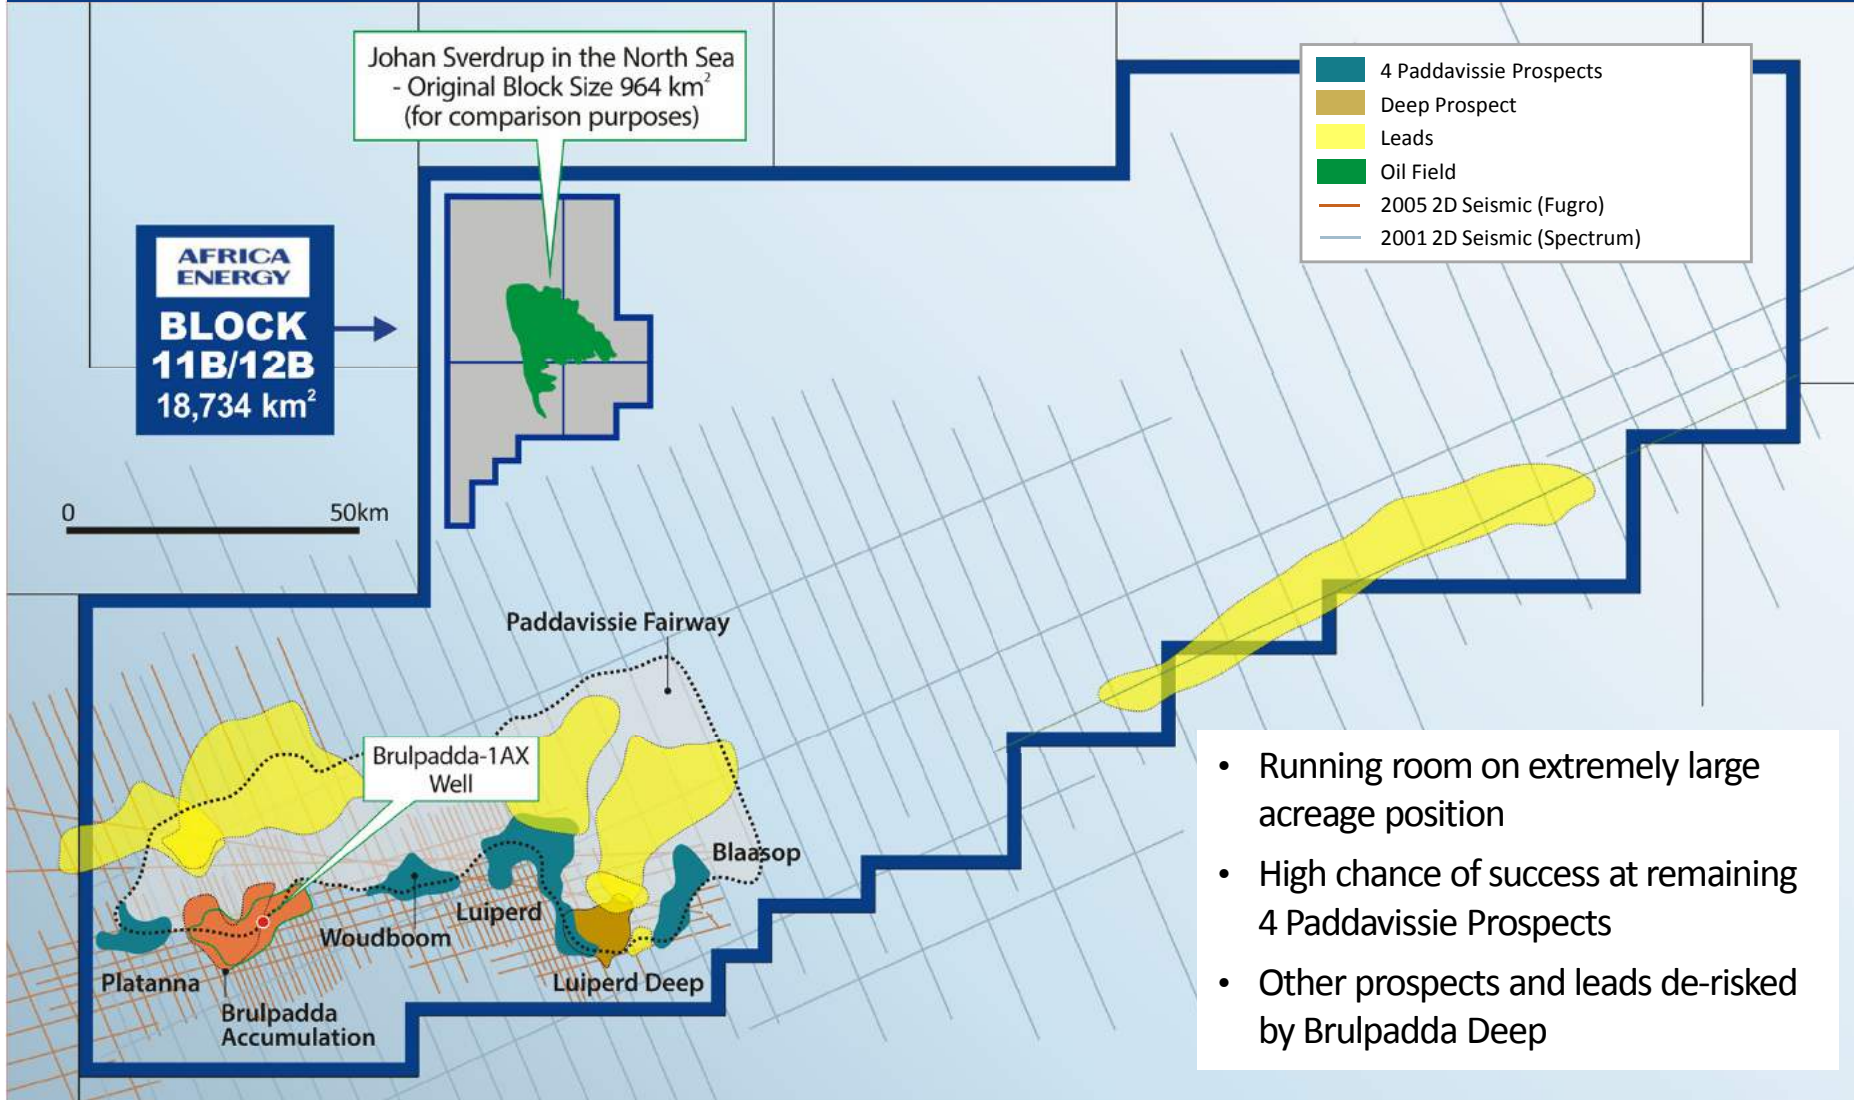 Johan Sverdrup in the North Sea
- Original Block Size 964 km²
(for comparison purposes)
4 Paddavissie Prospects
Deep Prospect
Leads
Oil Field
2005 2D Seismic (Fugro)
2001 2D Seismic (Spectrum)
AFRICA
ENERGY
BLOCK
11B/12B
18,734 km²
0 50km
Paddavissie Fairway
Brulpadda-1AX
Well
Blaasop
Luiperd
Woudboom
Platanna
Luiperd Deep
Brulpadda
Accumulation
• Running room on extremely large
acreage position
• High chance of success at remaining
4 Paddavissie Prospects
• Other prospects and leads de-risked
by Brulpadda Deep